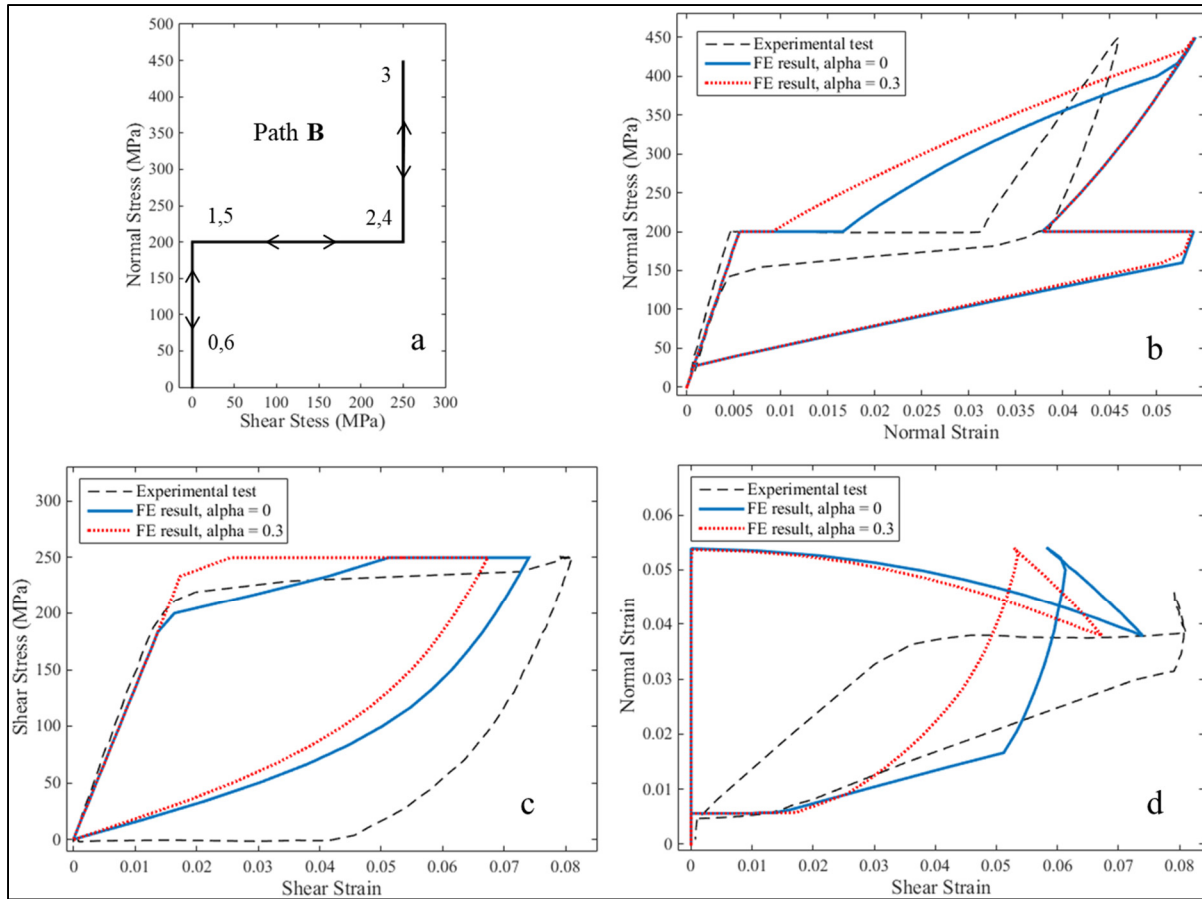 500
450
400
350
300
250
200
150
100
50
0
Normal Stress (MPa)
3
Path B
1,5
2,4
0,6
a
0 50 100 150 200 250 300
Shear Stess (MPa)
450
400
350
300
250
200
150
100
50
0
Normal Stress (MPa)
Experimental test
FE result, alpha = 0
FE result, alpha = 0.3
b
0 0.005 0.01 0.015 0.02 0.025 0.03 0.035 0.04 0.045 0.05
Normal Strain
300
250
200
150
100
50
0
Shear Stress (MPa)
Experimental test
FE result, alpha = 0
FE result, alpha = 0.3
c
0 0.01 0.02 0.03 0.04 0.05 0.06 0.07 0.08
Shear Strain
0.06
0.05
0.04
0.03
0.02
0.01
0
Normal Strain
Experimental test
FE result, alpha = 0
FE result, alpha = 0.3
d
0 0.01 0.02 0.03 0.04 0.05 0.06 0.07 0.08
Shear Strain